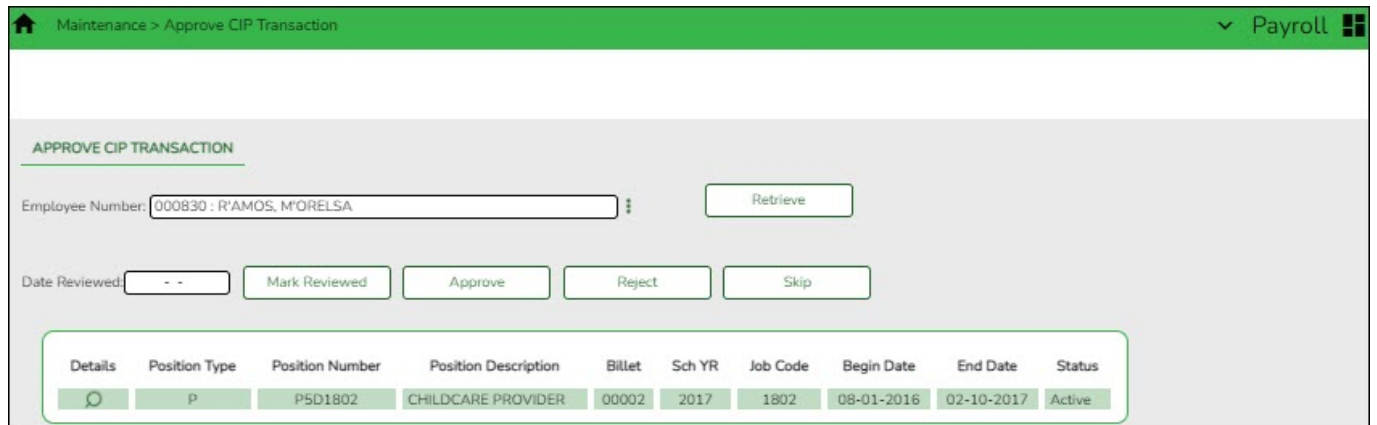 Maintenance > Approve CIP Transaction Payroll
APPROVE CIP TRANSACTION
Employee Number: 000830 : R'AMOS, M'ORELSA Retrieve
Date Reviewed: - - Mark Reviewed Approve Reject Skip
Details Position Type Position Number Position Description Billet Sch YR Job Code Begin Date End Date Status
P P5D1802 CHILDCARE PROVIDER 00002 2017 1802 08-01-2016 02-10-2017 Active